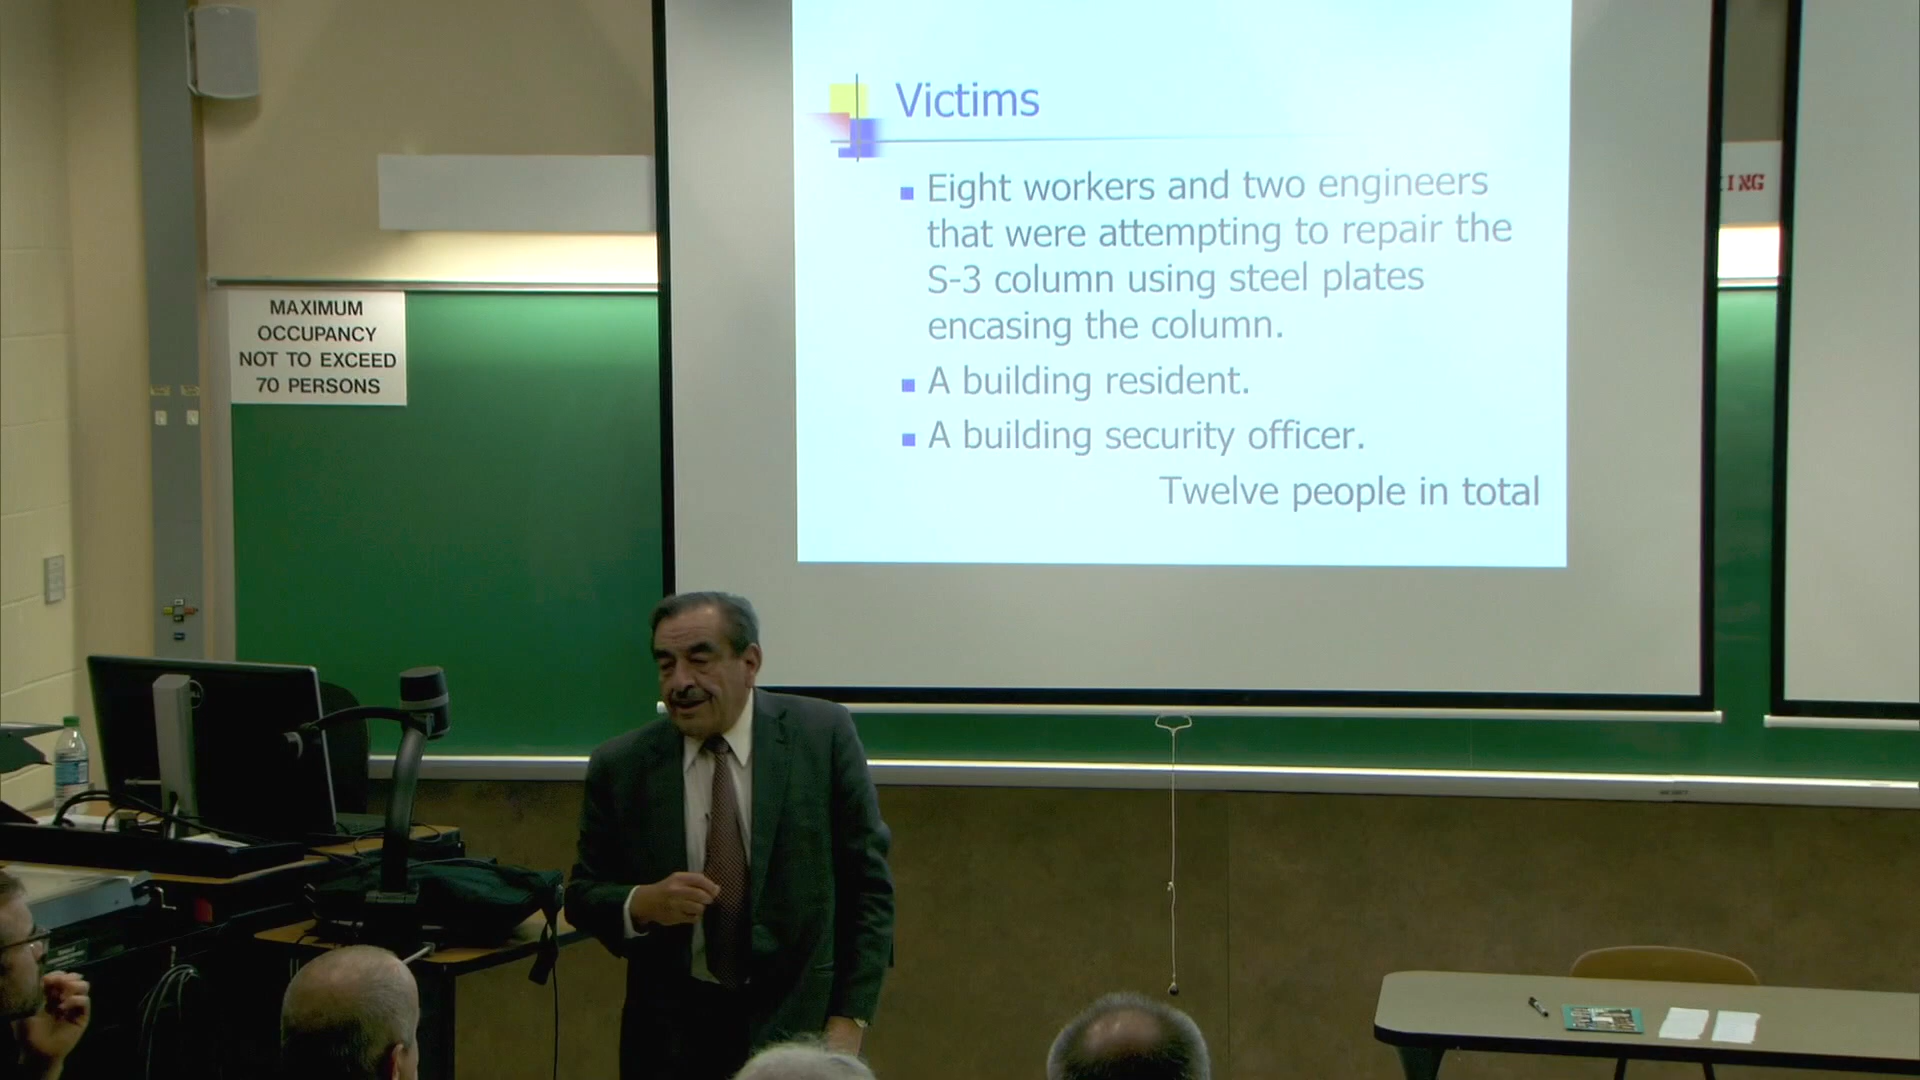 Victims
Eight workers and two engineers
that were attempting to repair the
S-3 column using steel plates
encasing the column.
A building resident.
A building security officer.
Twelve people in total
MAXIMUM
OCCUPANCY
NOT TO EXCEED
70 PERSONS